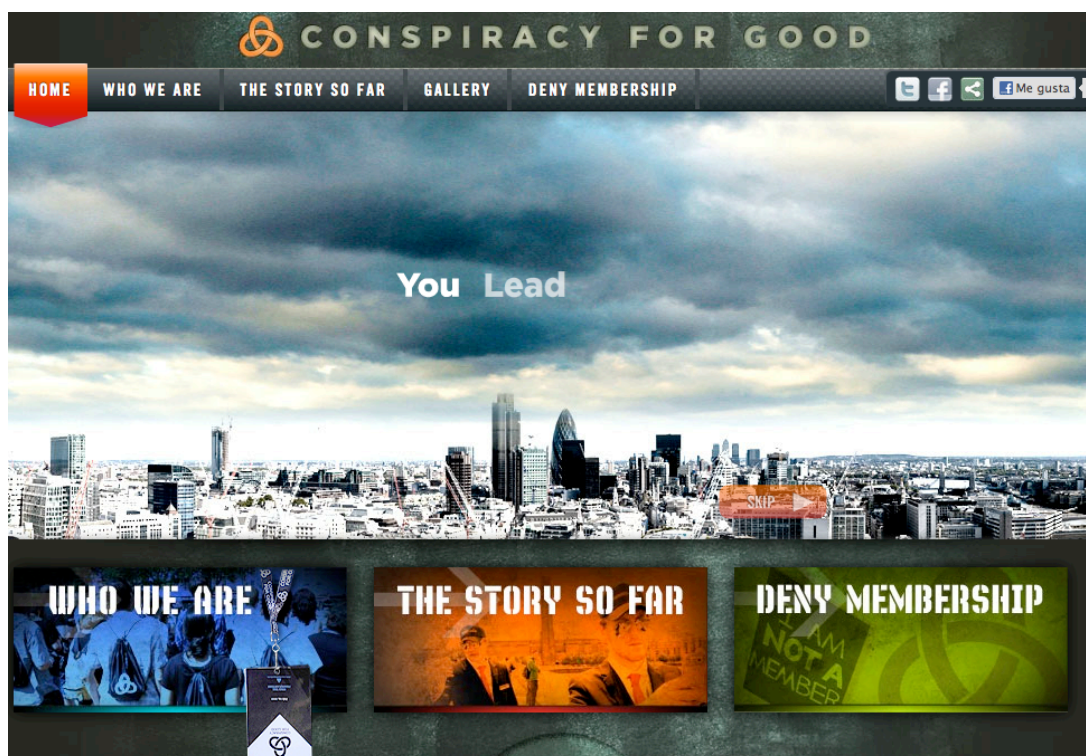 CONSPIRACY FOR GOOD
HOME
WHO WE ARE
THE STORY SO FAR
GALLERY
DENY MEMBERSHIP
Me gusta
You Lead
SKIP
WHO WE ARE
THE STORY SO FAR
DENY MEMBERSHIP
I AM
NOT A
MEMBER